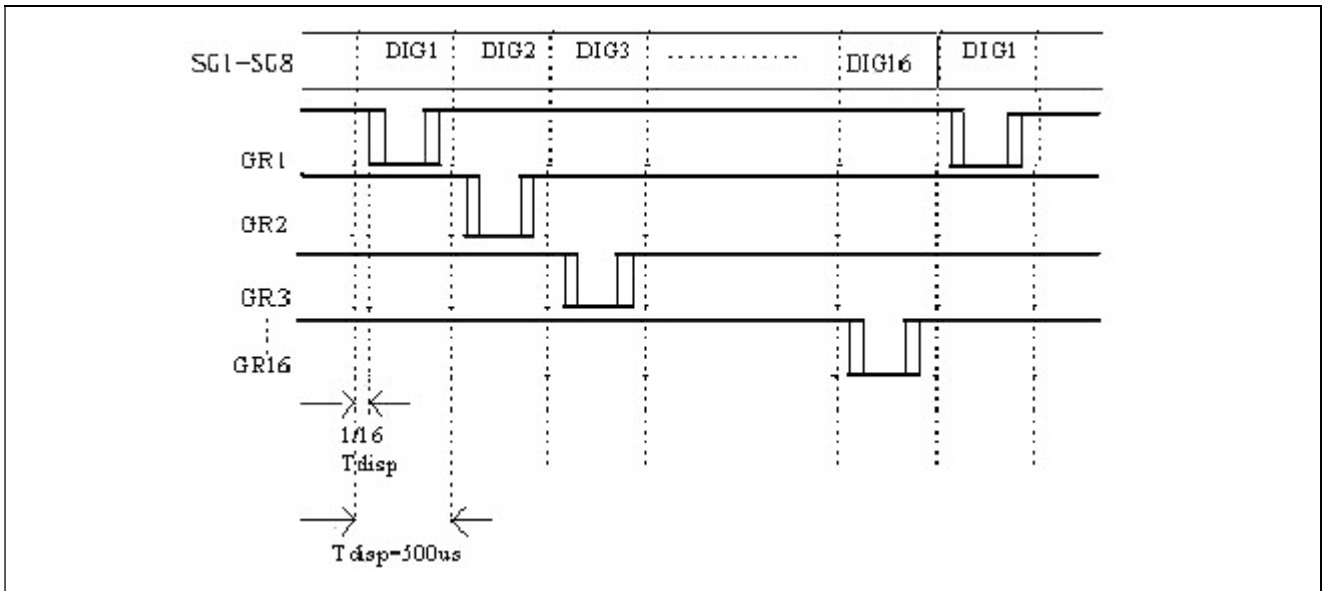 DIG1 DIG2 DIG3 ............. DIG16 DIG1
SG1-SG8
GR1
GR2
GR3
GR16
1/16
Tdisp
Tdisp=500us